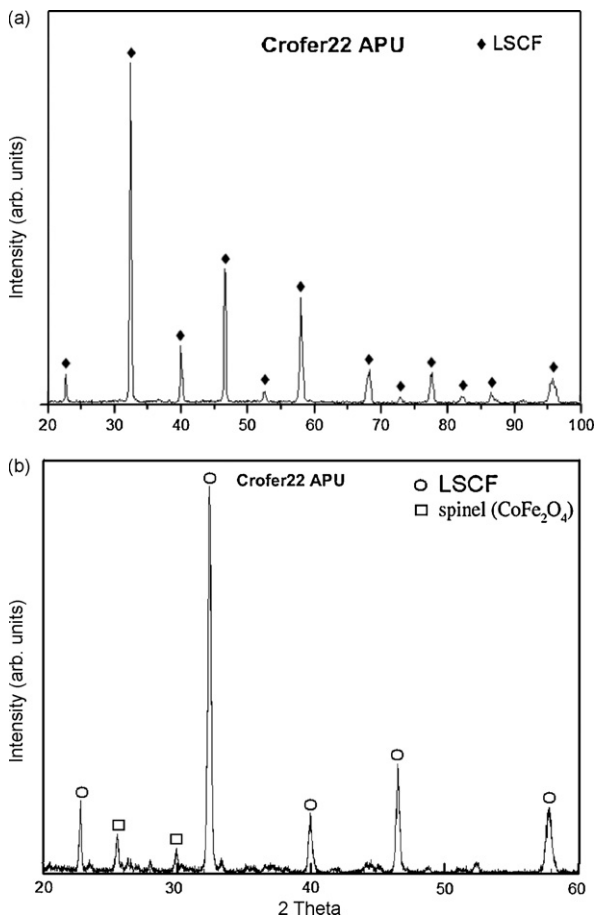 (a)
Crofer22 APU
◆ LSCF
Intensity (arb. units)
20 30 40 50 60 70 80 90 100
(b)
Crofer22 APU
LSCF
spinel (CoFe₂O₄)
Intensity (arb. units)
20 30 40 50 60
2 Theta